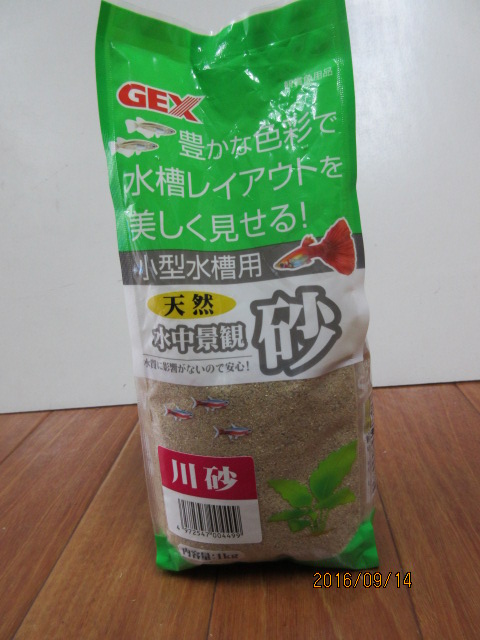 GEX
観賞魚用品
豊かな色彩で
水槽レイアウトを
美しく見せる!
小型水槽用
天然
水中景観
砂
水質に影響がないので安心!
川砂
4972547004499
内容量:1kg
2016/09/14